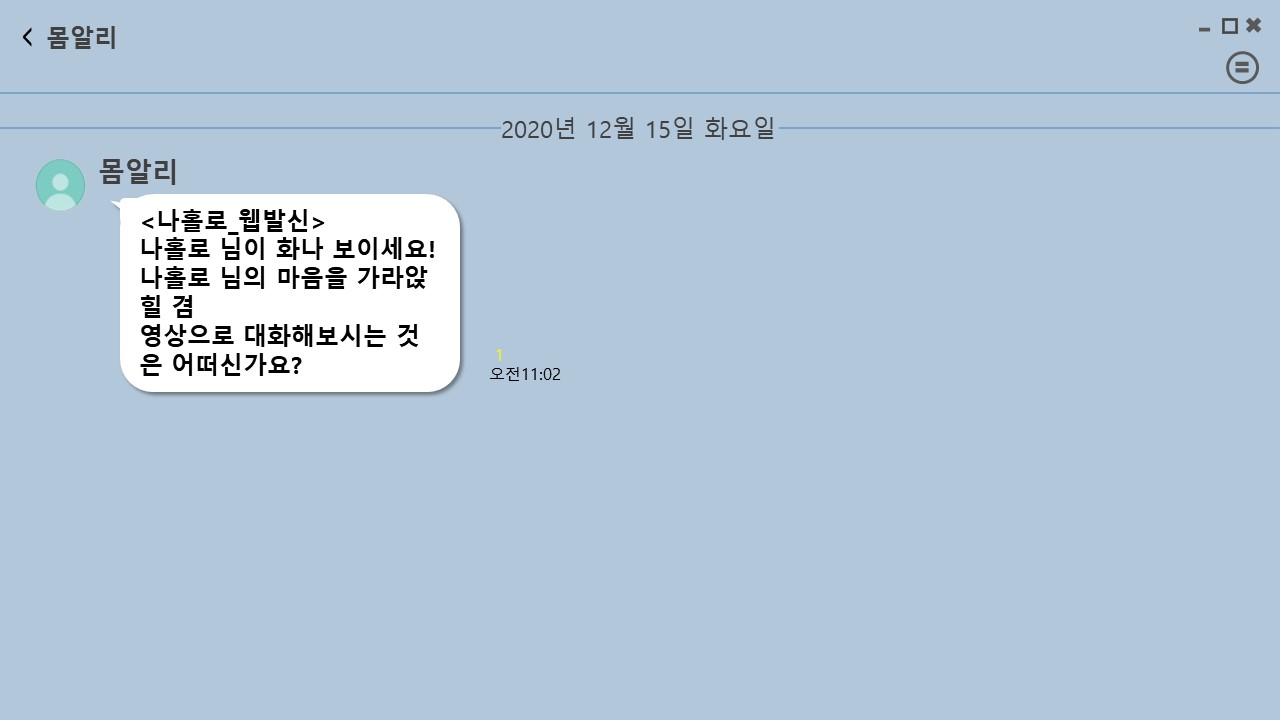 몸알리
2020년 12월 15일 화요일
몸알리
<나홀로_웹발신>
나홀로 님이 화나 보이세요!
나홀로 님의 마음을 가라앉
힐 겸
영상으로 대화해보시는 것
은 어떠신가요?
1
오전11:02